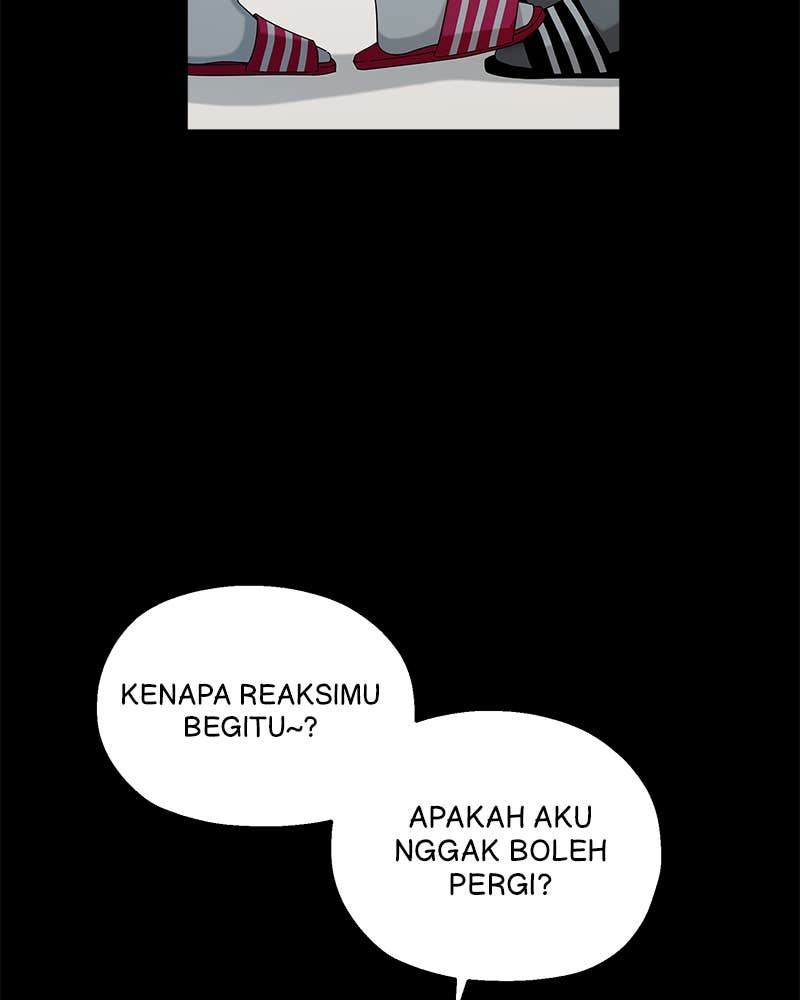 KENAPA REAKSIMU
BEGITU~?
APAKAH AKU
NGGAK BOLEH
PERGI?